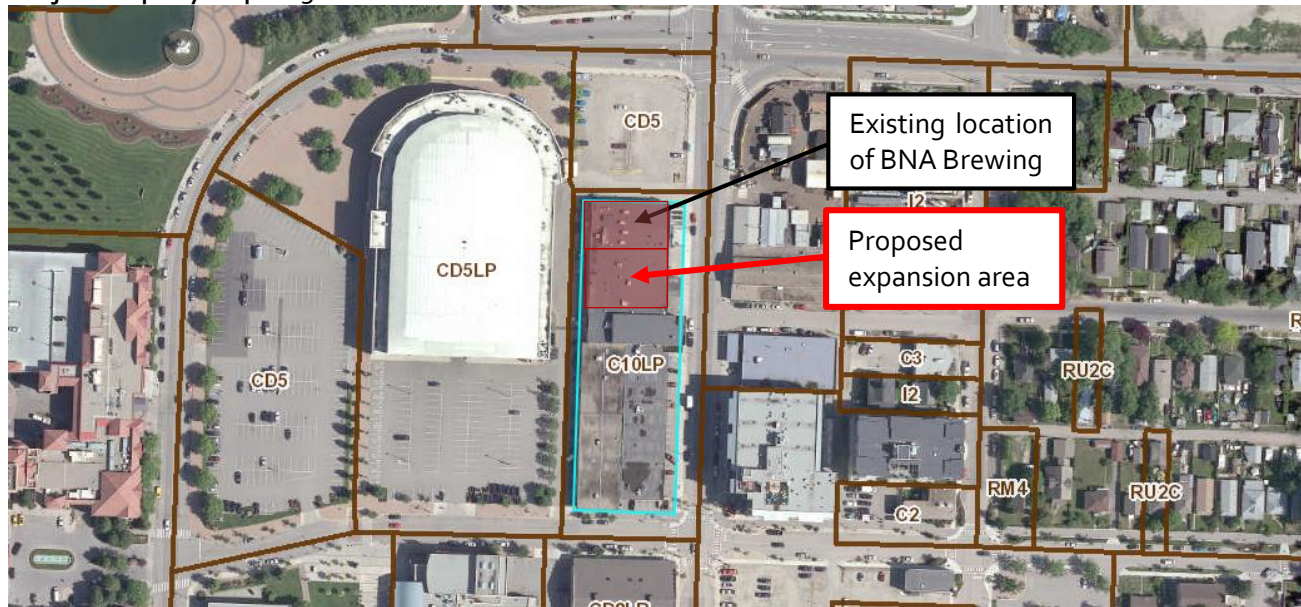 CD5
Existing location
of BNA Brewing
I2
Proposed
expansion area
CD5LP
C10LP
C3
RU2C
CD5
I2
RM4
RU2C
C2